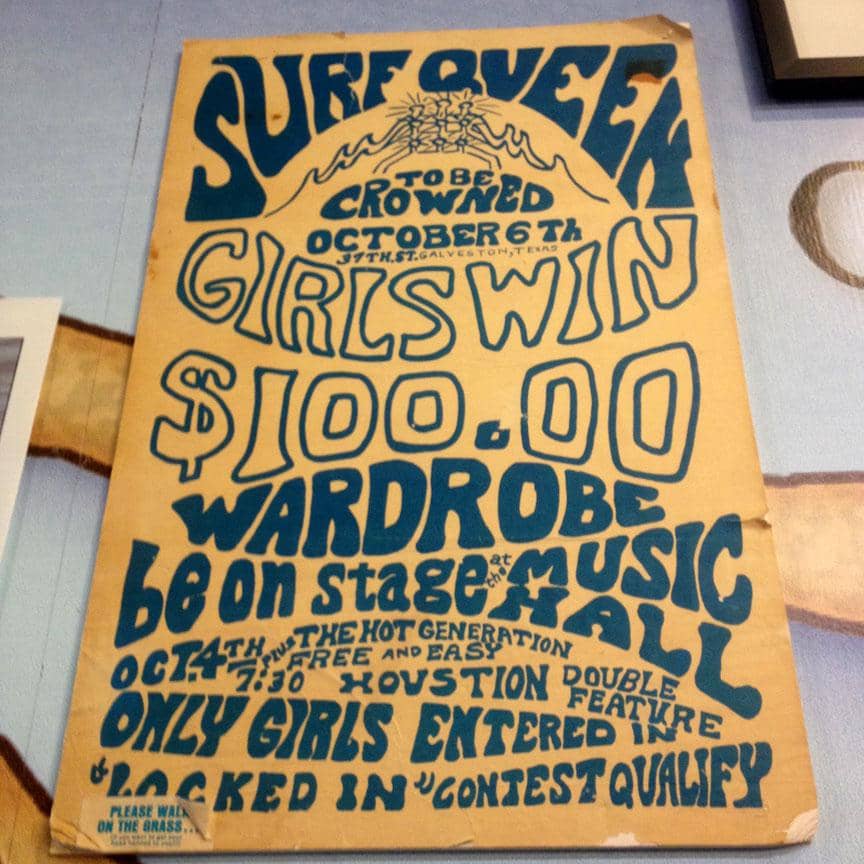 SURF QUEEN
TO BE
CROWNED
OCTOBER 6 Th
37TH.ST. GALVESTON, TEXAS
GIRLS WIN
$100.00
WARDROBE
be on stage at the MUSIC HALL
OCT.4TH PLUS THE HOT GENERATION
7:30 FREE AND EASY
HOUSTION DOUBLE FEATURE
ONLY GIRLS ENTERED IN
"LOCKED IN" CONTEST QUALIFY
PLEASE WALK
ON THE GRASS...